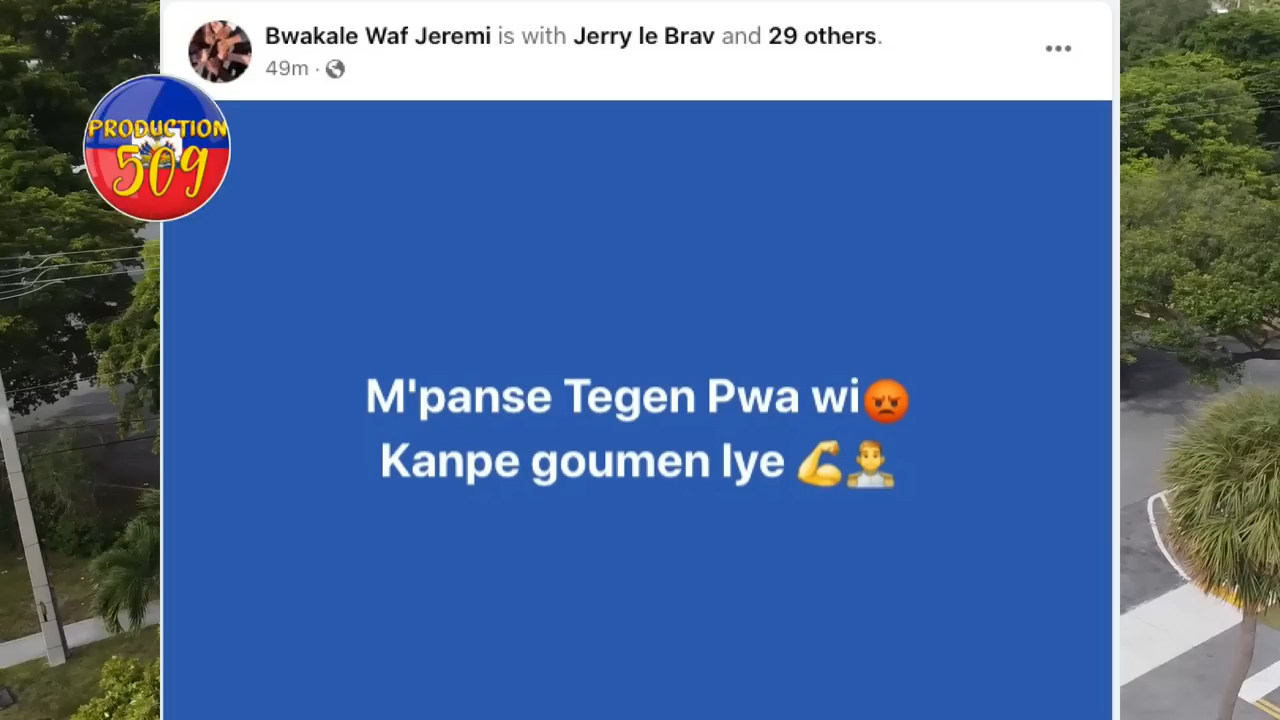 Bwakale Waf Jeremi is with Jerry le Brav and 29 others.
49m ·
PRODUCTION
509
M'panse Tegen Pwa wi😡
Kanpe goumen lye 💪👨‍✈️